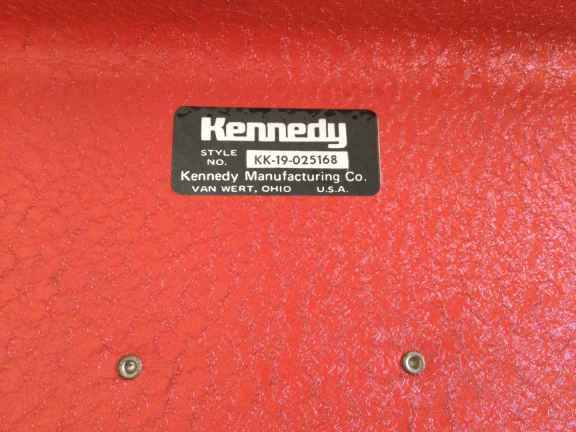 Kennedy
STYLE NO. KK-19-025168
Kennedy Manufacturing Co.
VAN WERT, OHIO U.S.A.